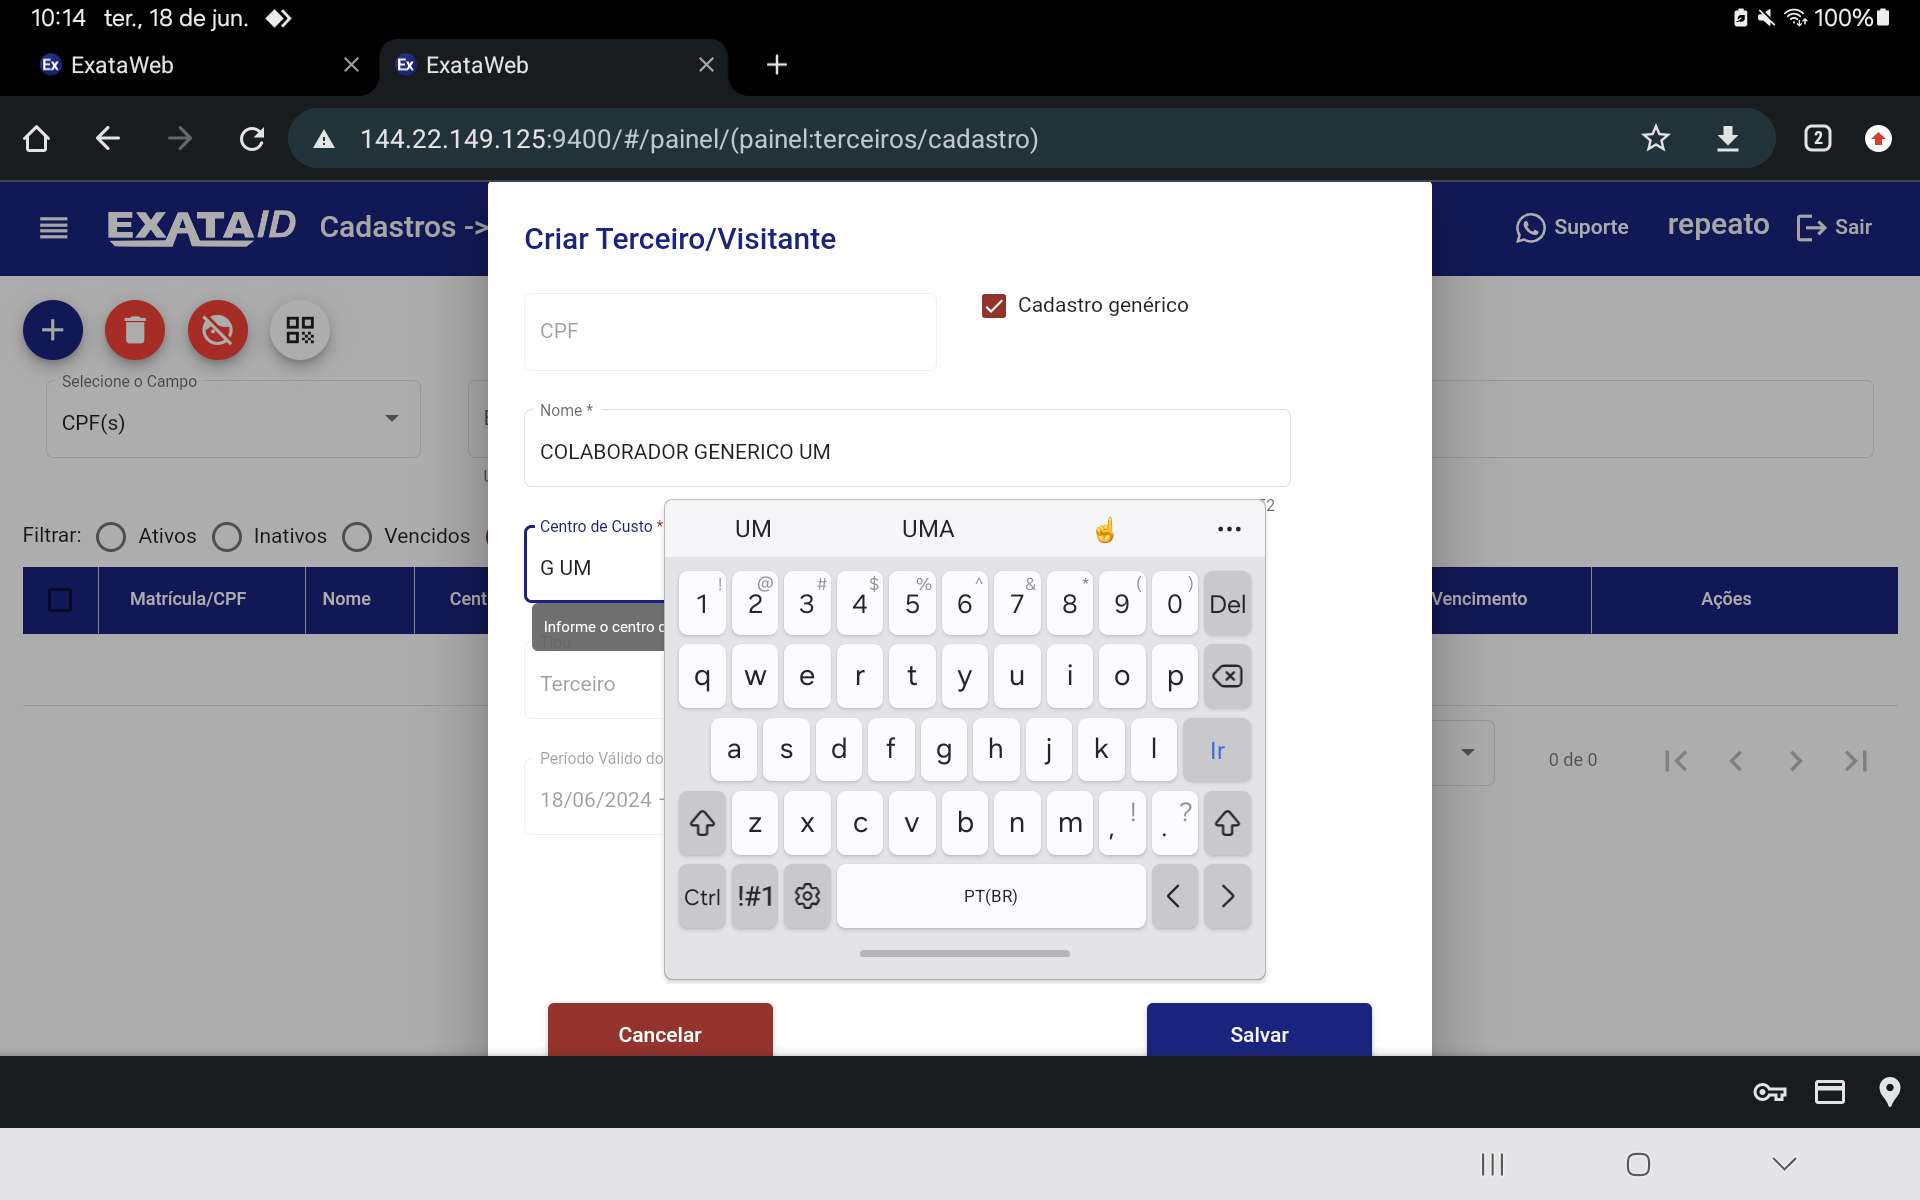 10:14 ter., 18 de jun. 100%
ExataWeb
ExataWeb
144.22.149.125:9400/#/painel/(painel:terceiros/cadastro)
2
EXATA/D Cadastros ->
Suporte
repeato
Sair
Criar Terceiro/Visitante
CPF
Cadastro genérico
Selecione o Campo
CPF(s)
Nome *
COLABORADOR GENERICO UM
Filtrar: Ativos Inativos Vencidos
Centro de Custo *
G UM
Informe o centro
Terceiro
Período Válido do
18/06/2024 -
Matrícula/CPF Nome Cent
Vencimento Ações
0 de 0
UM UMA ☝ •••
! @ # $ % ^ & * ( )
1 2 3 4 5 6 7 8 9 0 Del
q w e r t y u i o p
a s d f g h j k l Ir
z x c v b n m , ! . ?
Ctrl !#1 PT(BR) < >
Cancelar
Salvar